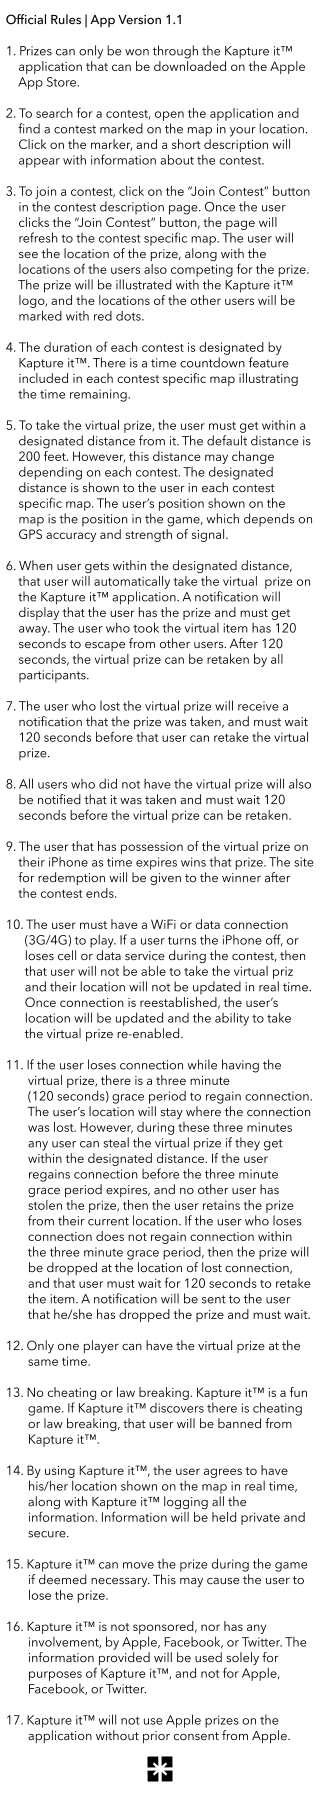 Official Rules | App Version 1.1
1. Prizes can only be won through the Kapture it™
application that can be downloaded on the Apple
App Store.
2. To search for a contest, open the application and
find a contest marked on the map in your location.
Click on the marker, and a short description will
appear with information about the contest.
3. To join a contest, click on the “Join Contest” button
in the contest description page. Once the user
clicks the “Join Contest” button, the page will
refresh to the contest specific map. The user will
see the location of the prize, along with the
locations of the users also competing for the prize.
The prize will be illustrated with the Kapture it™
logo, and the locations of the other users will be
marked with red dots.
4. The duration of each contest is designated by
Kapture it™. There is a time countdown feature
included in each contest specific map illustrating
the time remaining.
5. To take the virtual prize, the user must get within a
designated distance from it. The default distance is
200 feet. However, this distance may change
depending on each contest. The designated
distance is shown to the user in each contest
specific map. The user’s position shown on the
map is the position in the game, which depends on
GPS accuracy and strength of signal.
6. When user gets within the designated distance,
that user will automatically take the virtual prize on
the Kapture it™ application. A notification will
display that the user has the prize and must get
away. The user who took the virtual item has 120
seconds to escape from other users. After 120
seconds, the virtual prize can be retaken by all
participants.
7. The user who lost the virtual prize will receive a
notification that the prize was taken, and must wait
120 seconds before that user can retake the virtual
prize.
8. All users who did not have the virtual prize will also
be notified that it was taken and must wait 120
seconds before the virtual prize can be retaken.
9. The user that has possession of the virtual prize on
their iPhone as time expires wins that prize. The site
for redemption will be given to the winner after
the contest ends.
10. The user must have a WiFi or data connection
(3G/4G) to play. If a user turns the iPhone off, or
loses cell or data service during the contest, then
that user will not be able to take the virtual priz
and their location will not be updated in real time.
Once connection is reestablished, the user’s
location will be updated and the ability to take
the virtual prize re-enabled.
11. If the user loses connection while having the
virtual prize, there is a three minute
(120 seconds) grace period to regain connection.
The user’s location will stay where the connection
was lost. However, during these three minutes
any user can steal the virtual prize if they get
within the designated distance. If the user
regains connection before the three minute
grace period expires, and no other user has
stolen the prize, then the user retains the prize
from their current location. If the user who loses
connection does not regain connection within
the three minute grace period, then the prize will
be dropped at the location of lost connection,
and that user must wait for 120 seconds to retake
the item. A notification will be sent to the user
that he/she has dropped the prize and must wait.
12. Only one player can have the virtual prize at the
same time.
13. No cheating or law breaking. Kapture it™ is a fun
game. If Kapture it™ discovers there is cheating
or law breaking, that user will be banned from
Kapture it™.
14. By using Kapture it™, the user agrees to have
his/her location shown on the map in real time,
along with Kapture it™ logging all the
information. Information will be held private and
secure.
15. Kapture it™ can move the prize during the game
if deemed necessary. This may cause the user to
lose the prize.
16. Kapture it™ is not sponsored, nor has any
involvement, by Apple, Facebook, or Twitter. The
information provided will be used solely for
purposes of Kapture it™, and not for Apple,
Facebook, or Twitter.
17. Kapture it™ will not use Apple prizes on the
application without prior consent from Apple.